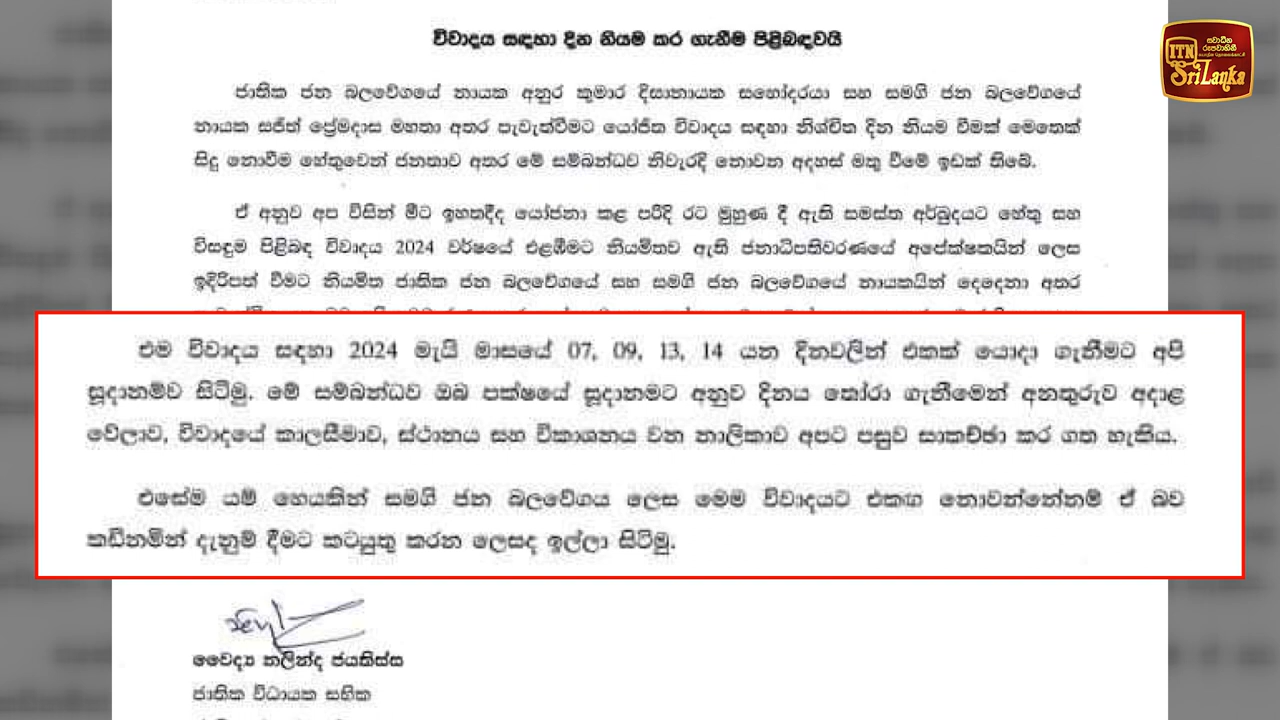 විවාදය සඳහා දින නියම කර ගැනීම පිළිබඳවයි
ජාතික ජන බලවේගයේ නායක අනුර කුමාර දිසානායක සහෝදරයා සහ සමගි ජන බලවේගයේ
නායක සජිත් ප්‍රේමදාස මහතා අතර පැවැත්වීමට යෝජිත විවාදය සඳහා නිශ්චිත දින නියම වීමක් මෙතෙක්
සිදු නොවීම හේතුවෙන් ජනතාව අතර මේ සම්බන්ධව නිවැරදි නොවන අදහස් මතු වීමේ ඉඩක් තිබේ.
ඒ අනුව අප විසින් මීට ඉහතදීද යෝජනා කළ පරිදි රට මුහුණ දී ඇති සමස්ත අර්බුදයට හේතු සහ
විසඳුම් පිළිබඳ විවාදය 2024 වර්ෂයේ එළඹීමට නියමිතව ඇති ජනාධිපතිවරණයේ අපේක්ෂකයින් ලෙස
ඉදිරිපත් වීමට නියමිත ජාතික ජන බලවේගයේ සහ සමගි ජන බලවේගයේ නායකයින් දෙදෙනා අතර
එම විවාදය සඳහා 2024 මැයි මාසයේ 07, 09, 13, 14 යන දිනවලින් එකක් යොදා ගැනීමට අපි
සූදානම්ව සිටිමු. මේ සම්බන්ධව ඔබ පක්ෂයේ සූදානමට අනුව දිනය තෝරා ගැනීමෙන් අනතුරුව අදාළ
වේලාව, විවාදයේ කාලසීමාව, ස්ථානය සහ විකාශනය වන නාලිකාව අපට පසුව සාකච්ඡා කර ගත හැකිය.
එසේම යම් හෙයකින් සමගි ජන බලවේගය ලෙස මෙම විවාදයට එකඟ නොවන්නේනම් ඒ බව
කඩිනමින් දැනුම් දීමට කටයුතු කරන ලෙසද ඉල්ලා සිටිමු.
වෛද්‍ය නලින්ද ජයතිස්ස
ජාතික විධායක සභික
ස්වාධීන
රූපවාහිනී
ITN
SriLanka